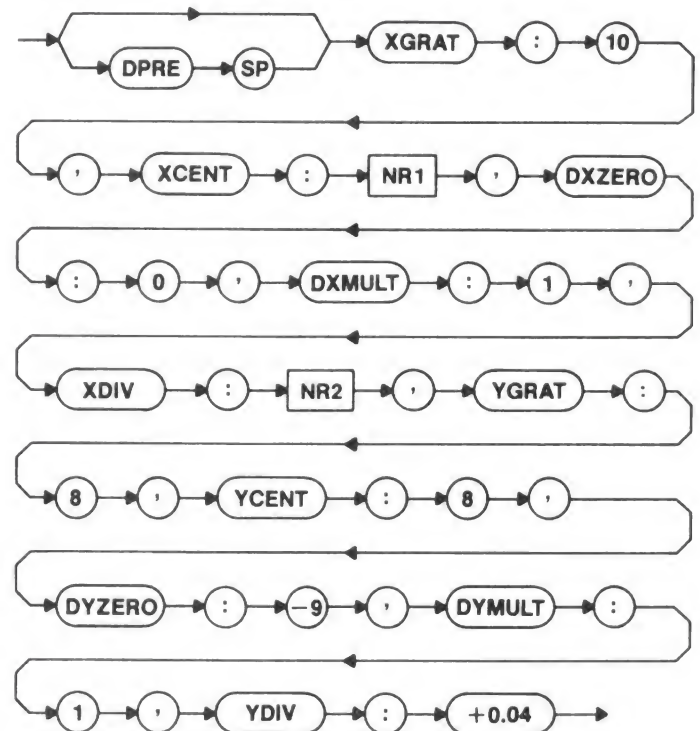 XGRAT : 10
DPRE SP
, XCENT : NR1 , DXZERO
: 0 , DXMULT : 1 ,
XDIV : NR2 , YGRAT :
8 , YCENT : 8 ,
DYZERO : −9 , DYMULT :
1 , YDIV : +0.04